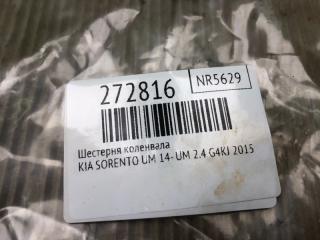 272816
NR5629
Шестерня коленвала
KIA SORENTO UM 14- UM 2.4 G4KJ 2015